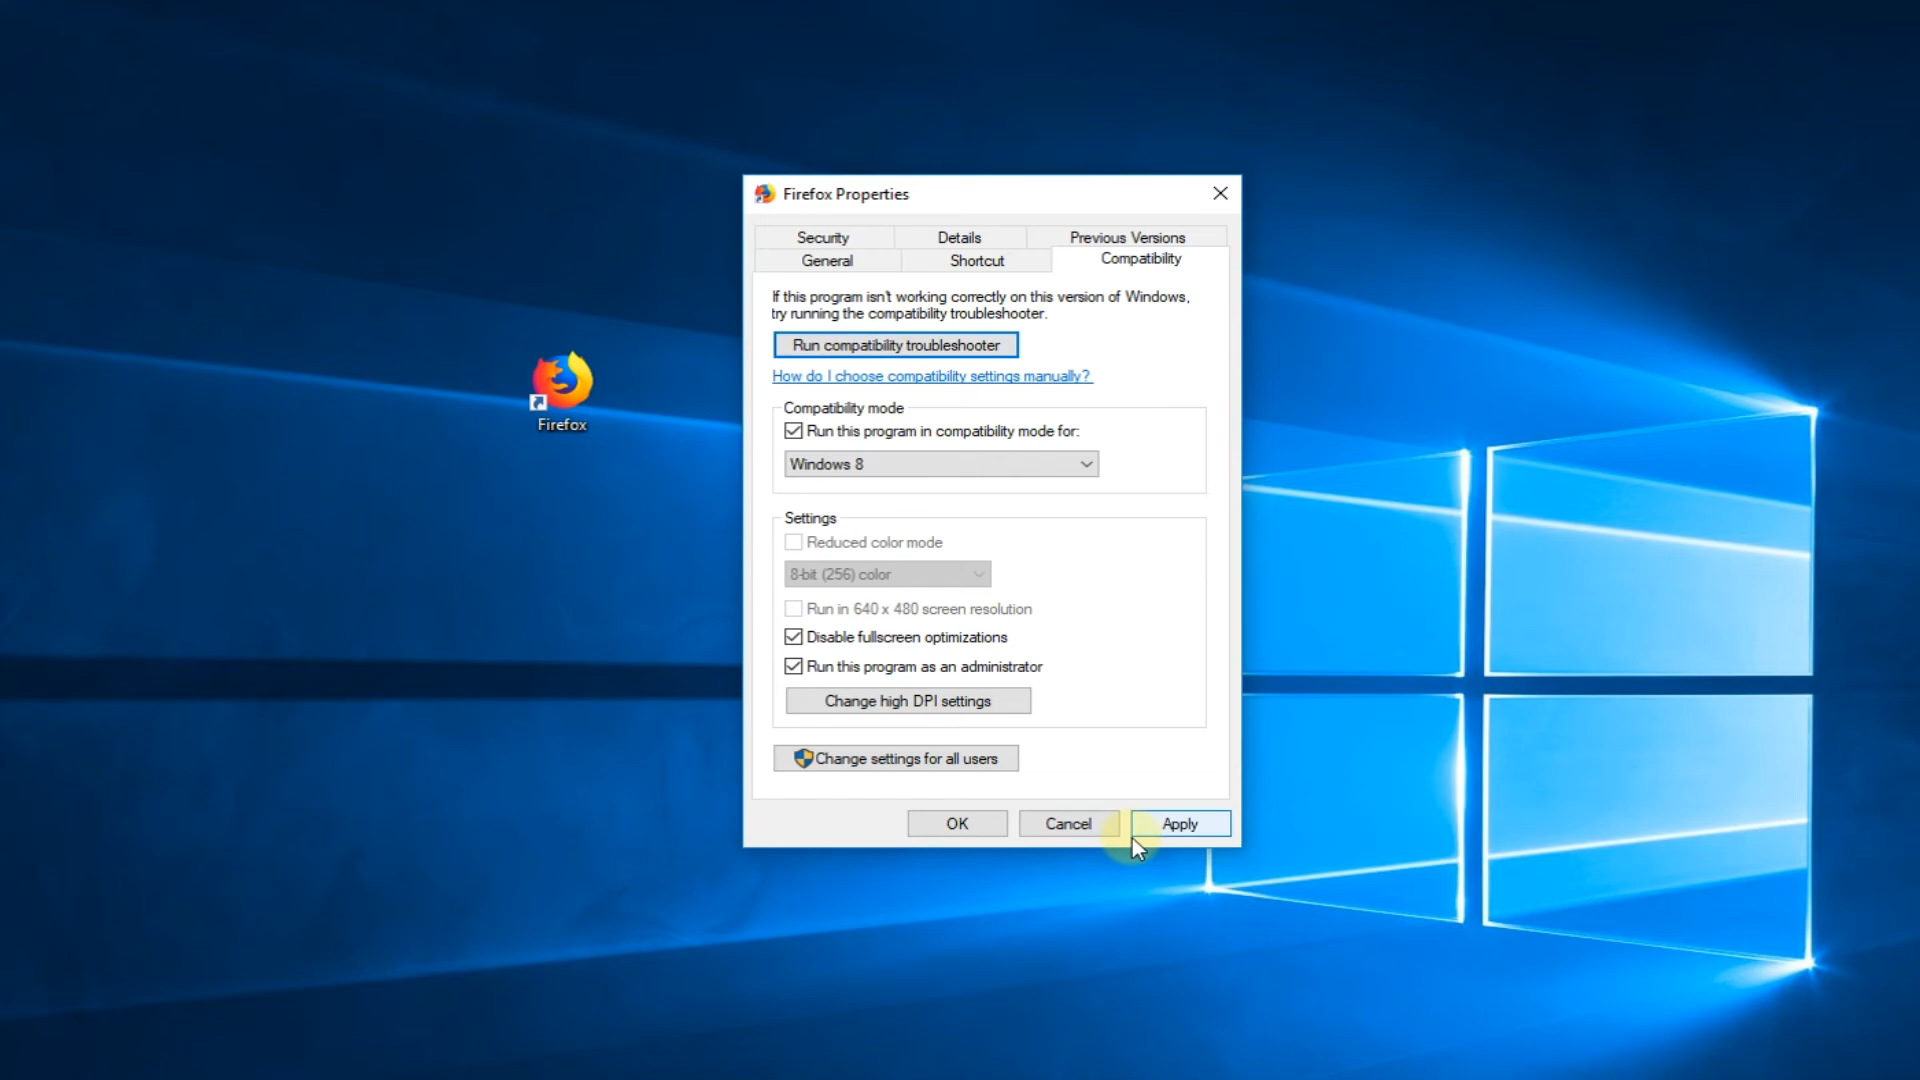 Firefox Properties
Security Details Previous Versions
General Shortcut Compatibility
If this program isn't working correctly on this version of Windows,
try running the compatibility troubleshooter.
Run compatibility troubleshooter
How do I choose compatibility settings manually?
Compatibility mode
Run this program in compatibility mode for:
Windows 8
Firefox
Settings
Reduced color mode
8-bit (256) color
Run in 640 x 480 screen resolution
Disable fullscreen optimizations
Run this program as an administrator
Change high DPI settings
Change settings for all users
OK Cancel Apply